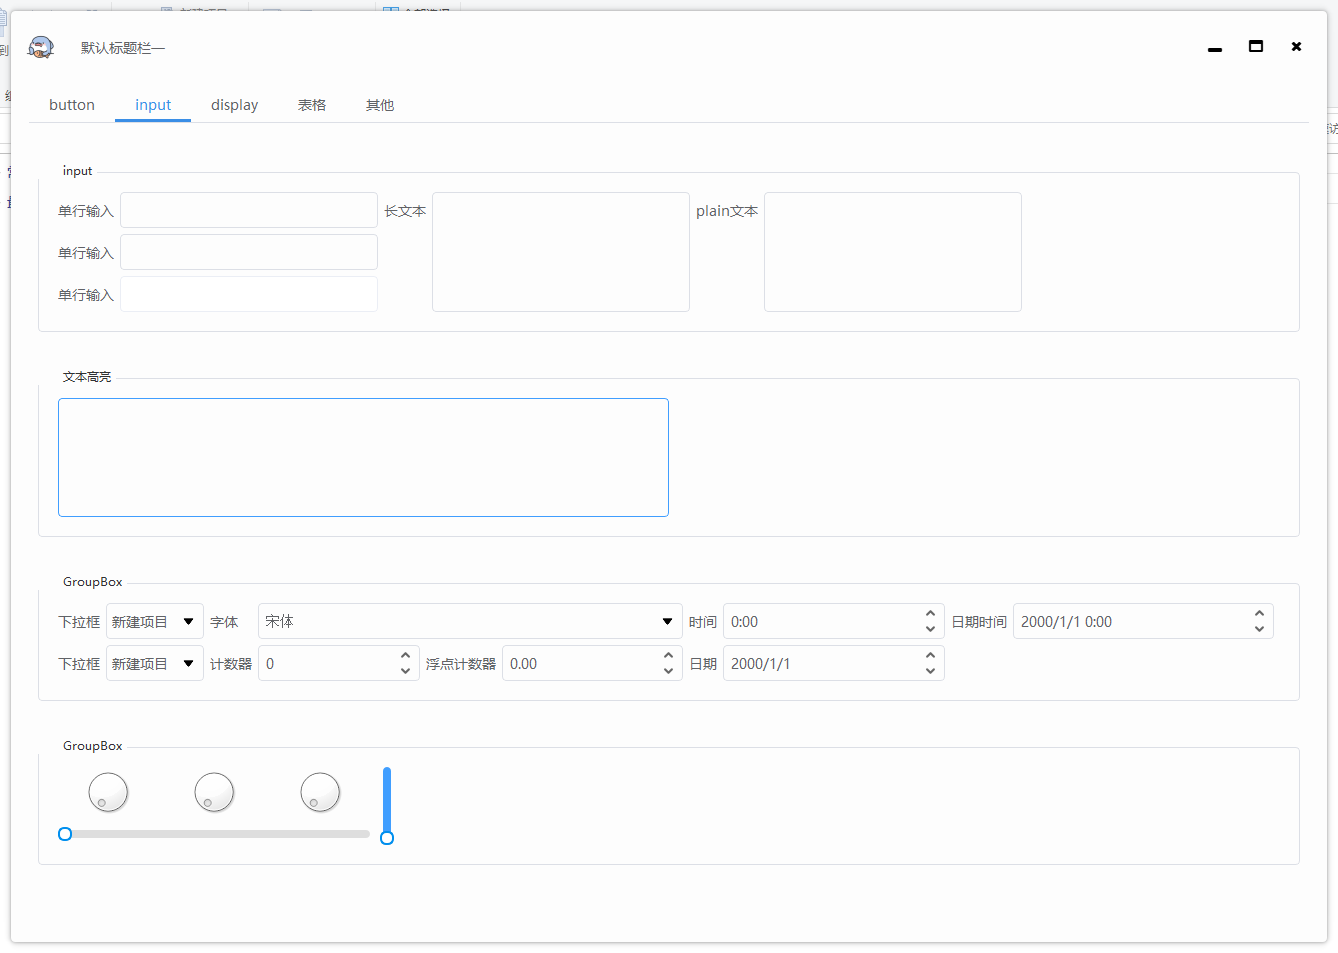 默认标题栏一
button input display 表格 其他
input
单行输入 长文本 plain文本
单行输入
单行输入
文本高亮
GroupBox
下拉框 新建项目 字体 宋体 时间 0:00 日期时间 2000/1/1 0:00
下拉框 新建项目 计数器 0 浮点计数器 0.00 日期 2000/1/1
GroupBox